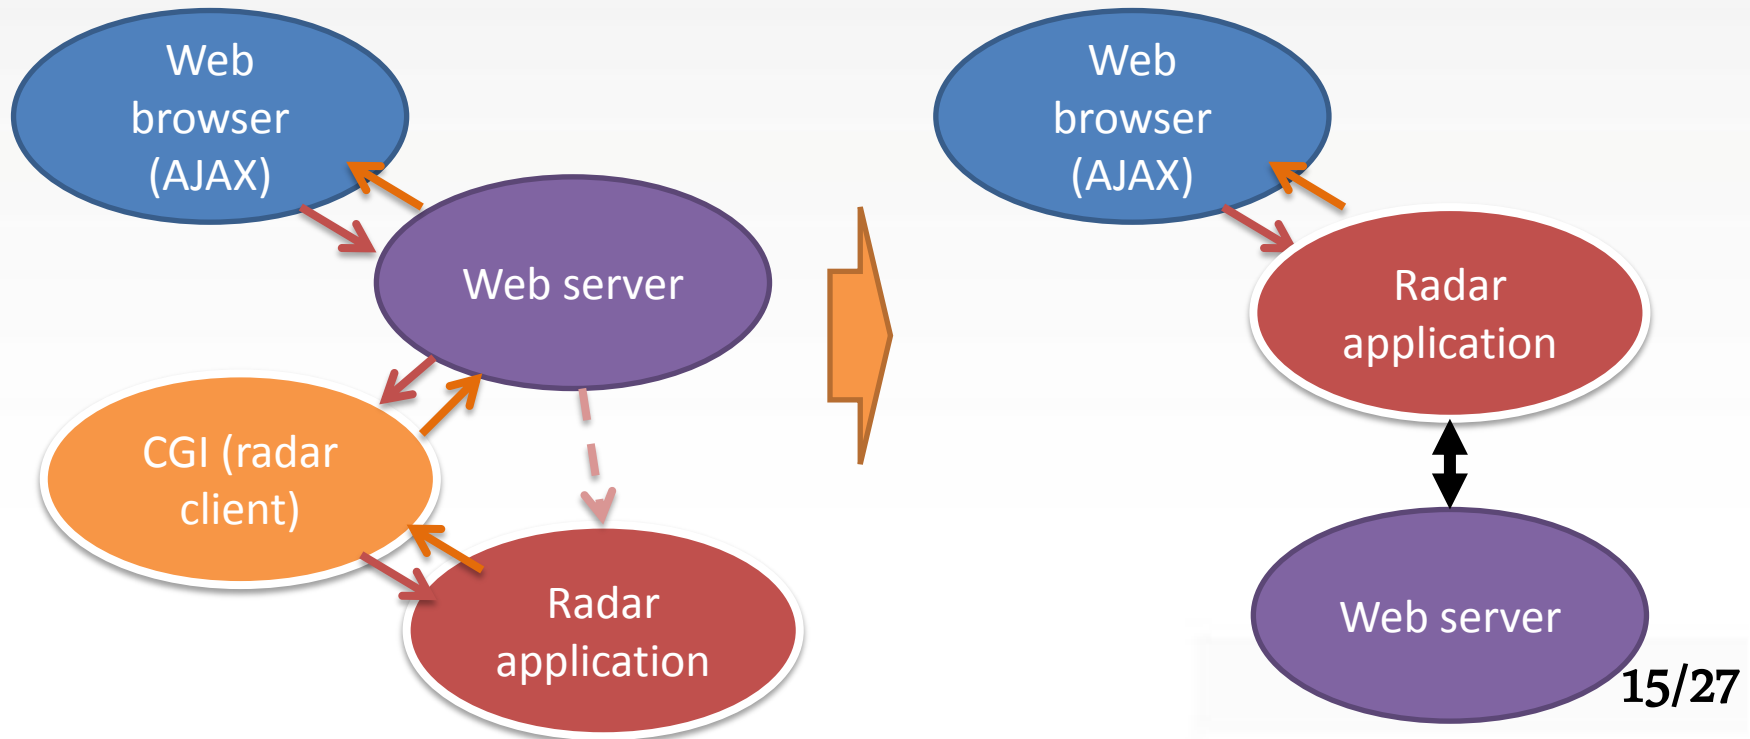 Web
browser
(AJAX)
Web server
CGI (radar
client)
Radar
application
Web
browser
(AJAX)
Radar
application
Web server
15/27